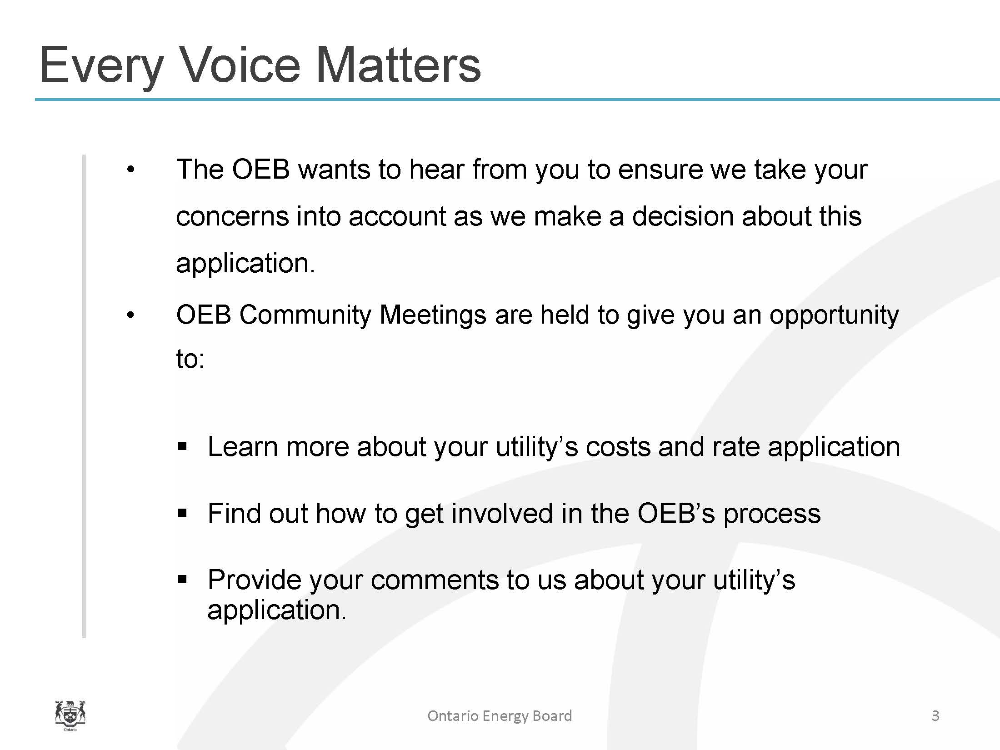 Every Voice Matters
• The OEB wants to hear from you to ensure we take your
concerns into account as we make a decision about this
application.
• OEB Community Meetings are held to give you an opportunity
to:
▪ Learn more about your utility’s costs and rate application
▪ Find out how to get involved in the OEB’s process
▪ Provide your comments to us about your utility’s
application.
Ontario
Ontario Energy Board
3